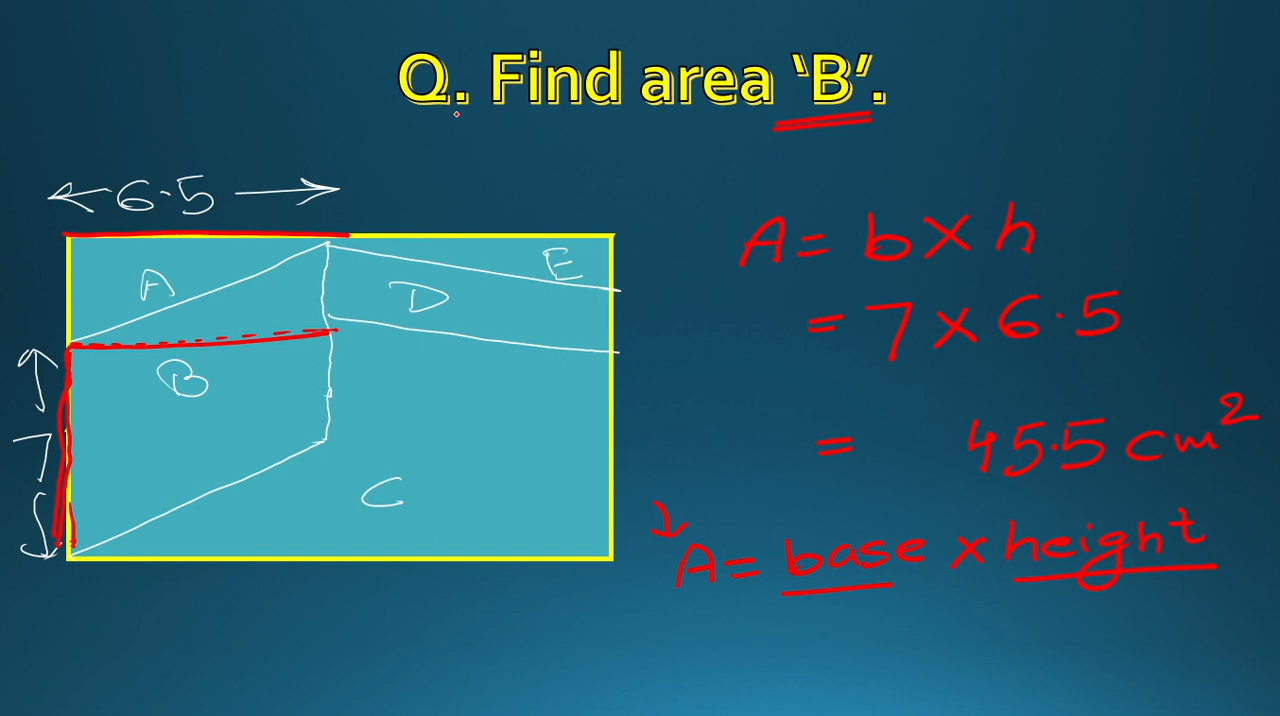 Q. Find area ‘B’.
6.5
A
E
D
B
7
C
A = b × h
= 7 × 6.5
= 45.5 cm²
A = base × height